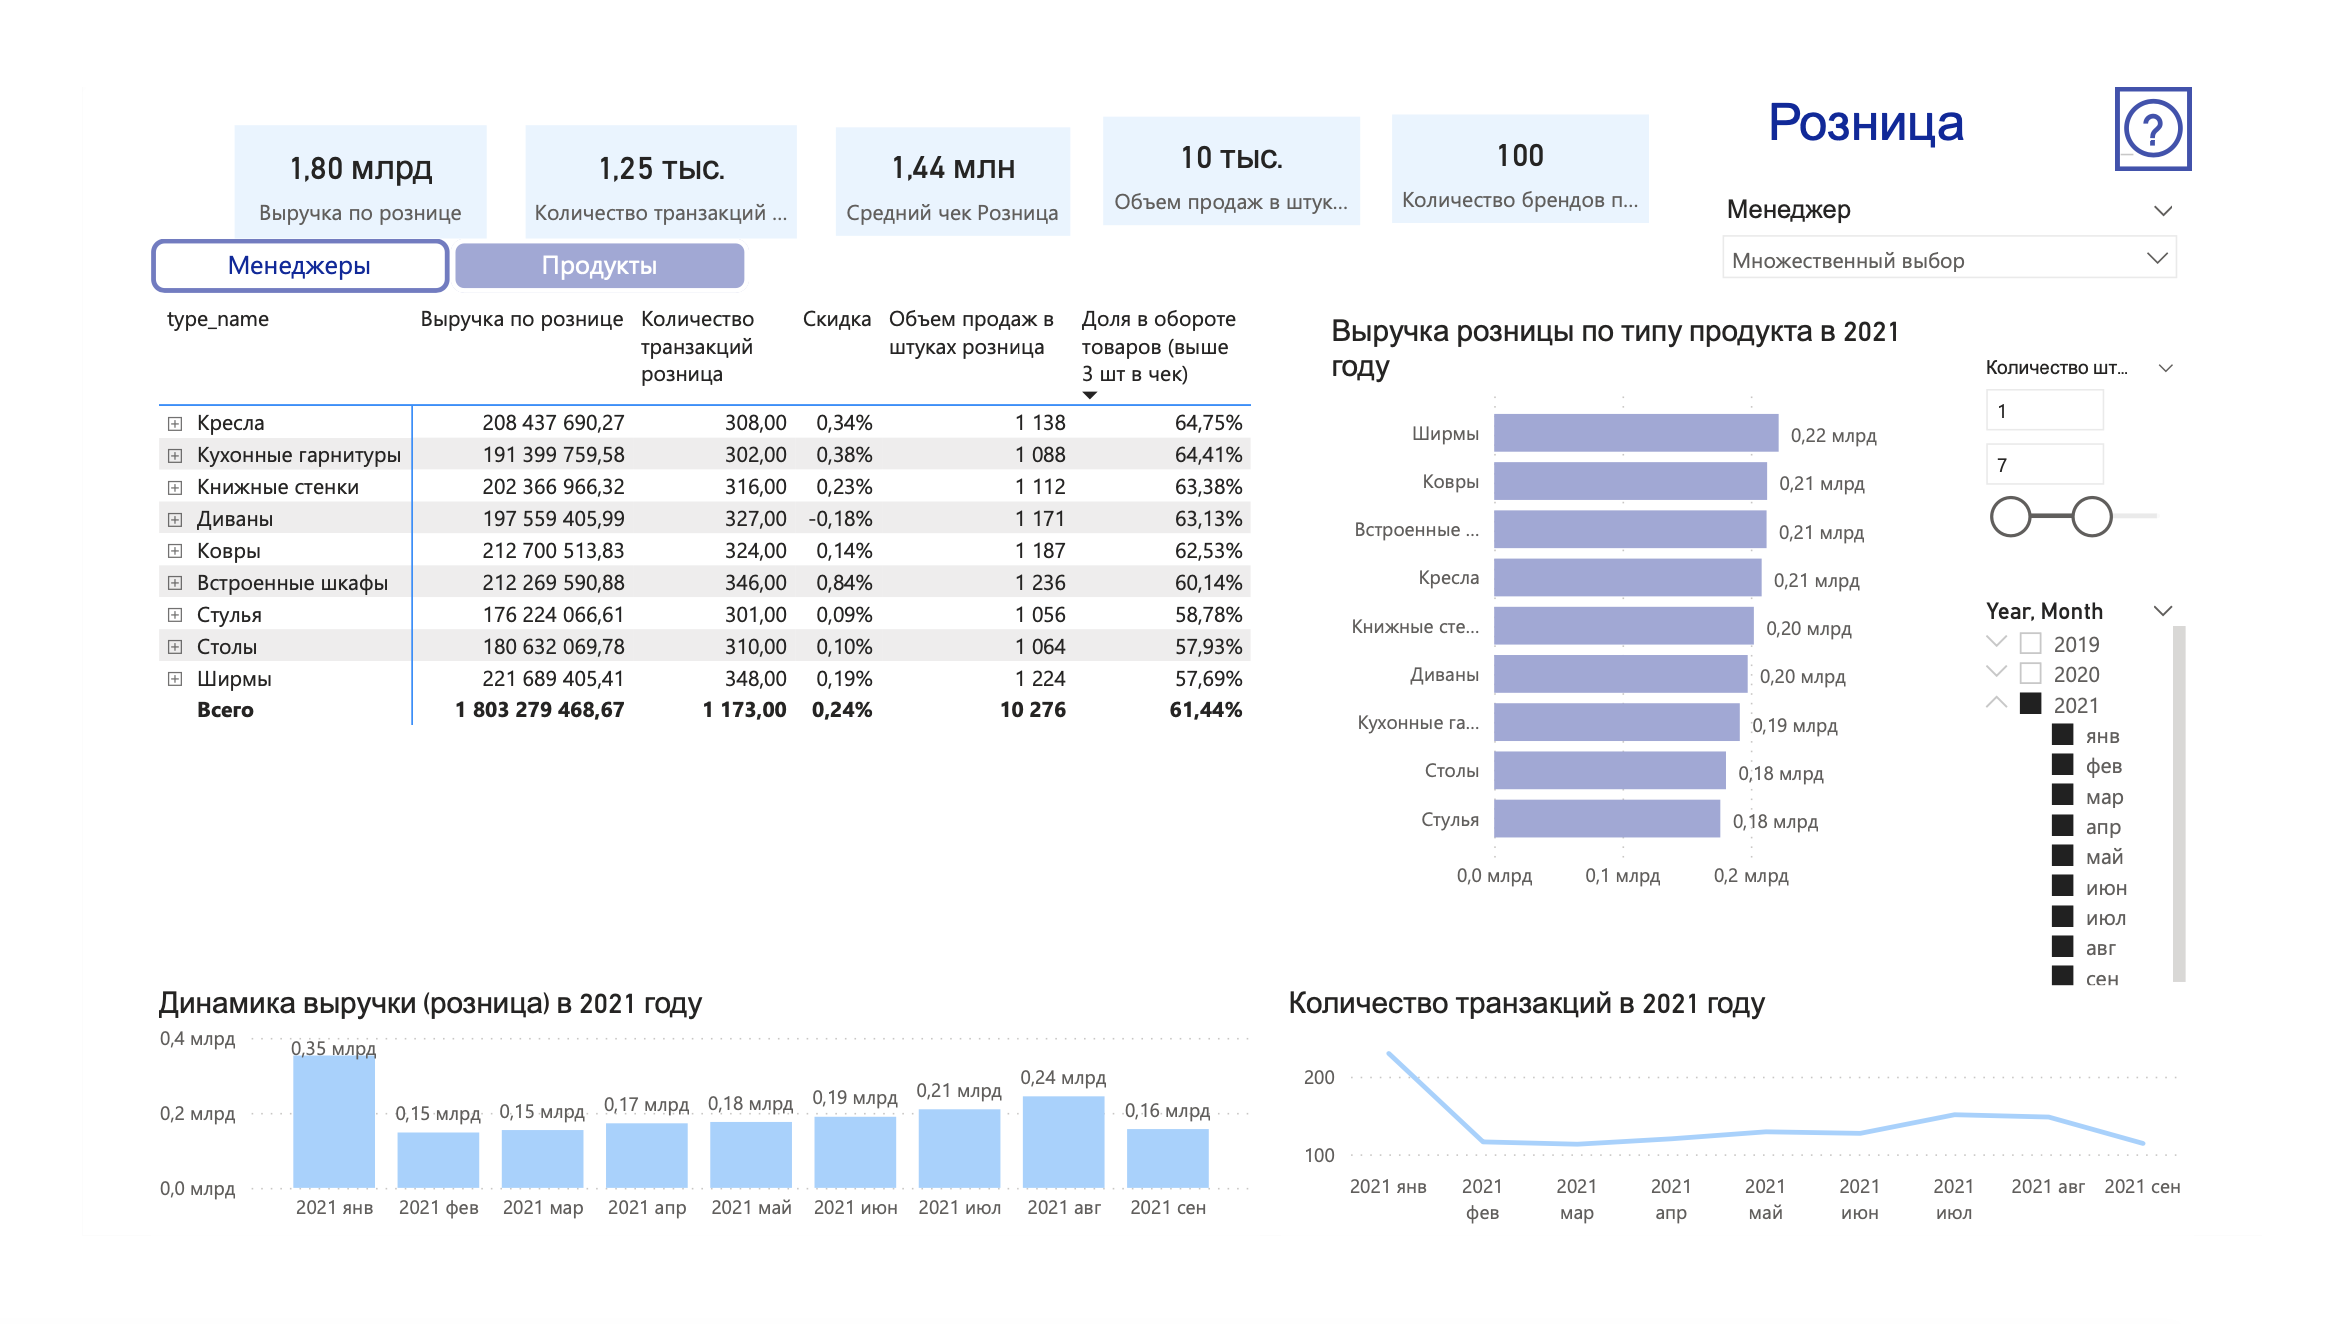 1,80 млрд
Выручка по рознице
1,25 тыс.
Количество транзакций ...
1,44 млн
Средний чек Розница
10 тыс.
Объем продаж в штук...
100
Количество брендов п...
Розница
?
Менеджер
Множественный выбор
Менеджеры
Продукты
type_name Выручка по рознице Количество транзакций розница Скидка Объем продаж в штуках розница Доля в обороте товаров (выше 3 шт в чек)
Кресла 208 437 690,27 308,00 0,34% 1 138 64,75%
Кухонные гарнитуры 191 399 759,58 302,00 0,38% 1 088 64,41%
Книжные стенки 202 366 966,32 316,00 0,23% 1 112 63,38%
Диваны 197 559 405,99 327,00 -0,18% 1 171 63,13%
Ковры 212 700 513,83 324,00 0,14% 1 187 62,53%
Встроенные шкафы 212 269 590,88 346,00 0,84% 1 236 60,14%
Стулья 176 224 066,61 301,00 0,09% 1 056 58,78%
Столы 180 632 069,78 310,00 0,10% 1 064 57,93%
Ширмы 221 689 405,41 348,00 0,19% 1 224 57,69%
Всего 1 803 279 468,67 1 173,00 0,24% 10 276 61,44%
Выручка розницы по типу продукта в 2021
году
Ширмы 0,22 млрд
Ковры 0,21 млрд
Встроенные ... 0,21 млрд
Кресла 0,21 млрд
Книжные сте... 0,20 млрд
Диваны 0,20 млрд
Кухонные га... 0,19 млрд
Столы 0,18 млрд
Стулья 0,18 млрд
0,0 млрд 0,1 млрд 0,2 млрд
Количество шт...
1
7
Year, Month
2019
2020
2021
янв
фев
мар
апр
май
июн
июл
авг
сен
Динамика выручки (розница) в 2021 году
0,4 млрд
0,2 млрд
0,0 млрд
0,35 млрд 0,15 млрд 0,15 млрд 0,17 млрд 0,18 млрд 0,19 млрд 0,21 млрд 0,24 млрд 0,16 млрд
2021 янв 2021 фев 2021 мар 2021 апр 2021 май 2021 июн 2021 июл 2021 авг 2021 сен
Количество транзакций в 2021 году
200
100
2021 янв 2021 фев 2021 мар 2021 апр 2021 май 2021 июн 2021 июл 2021 авг 2021 сен